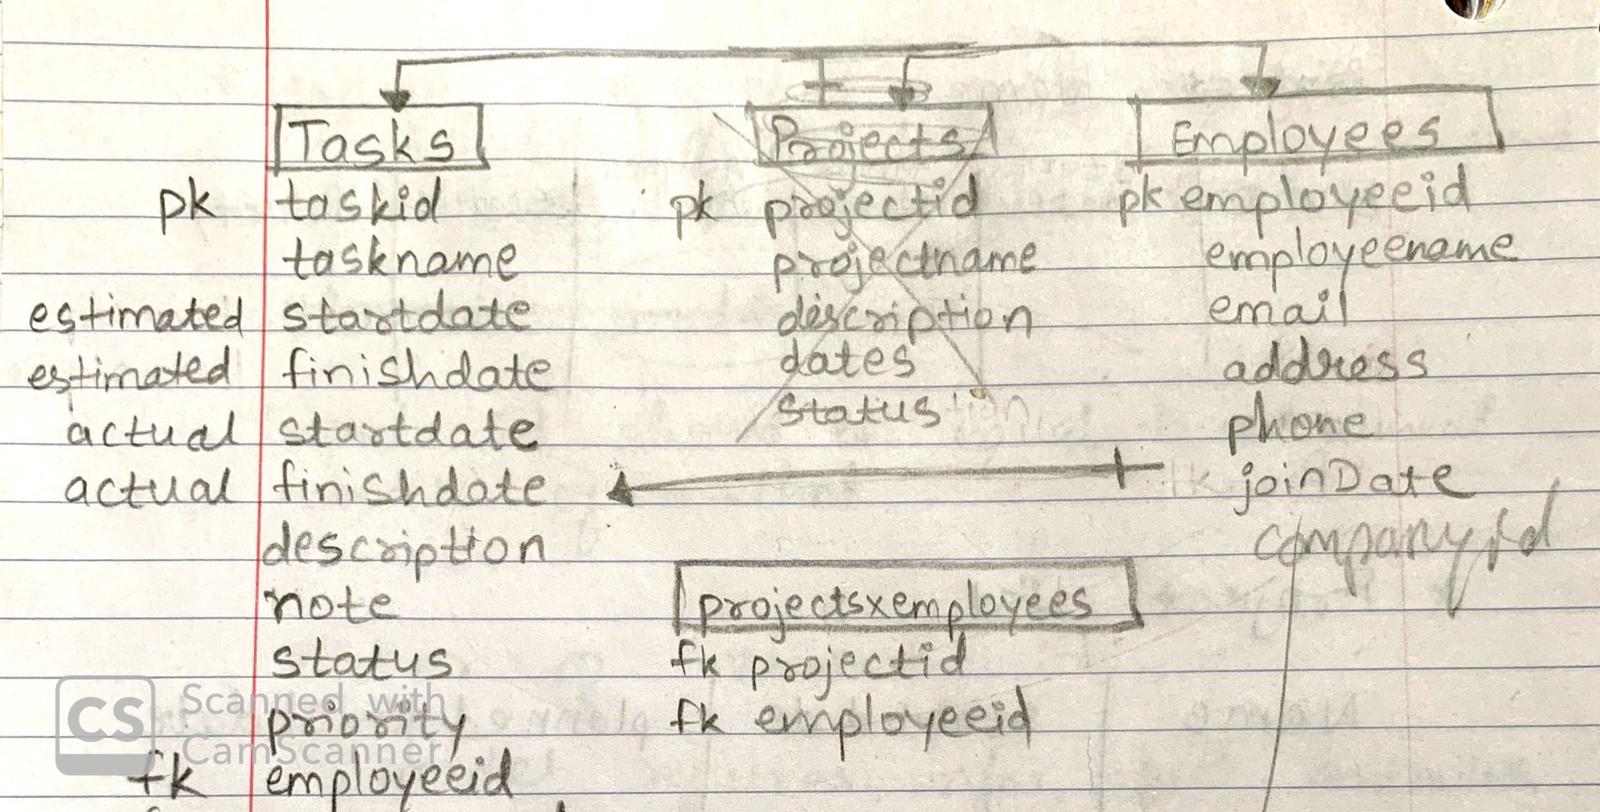 Tasks
pk taskid
taskname
estimated startdate
estimated finishdate
actual startdate
actual finishdate
description
note
status
priority
fk employeeid
Projects
pk projectid
projectname
description
dates
status
projectsxemployees
fk projectid
fk employeeid
Employees
pk employeeid
employeename
email
address
phone
joinDate
companyid
CS Scanned with
CamScanner